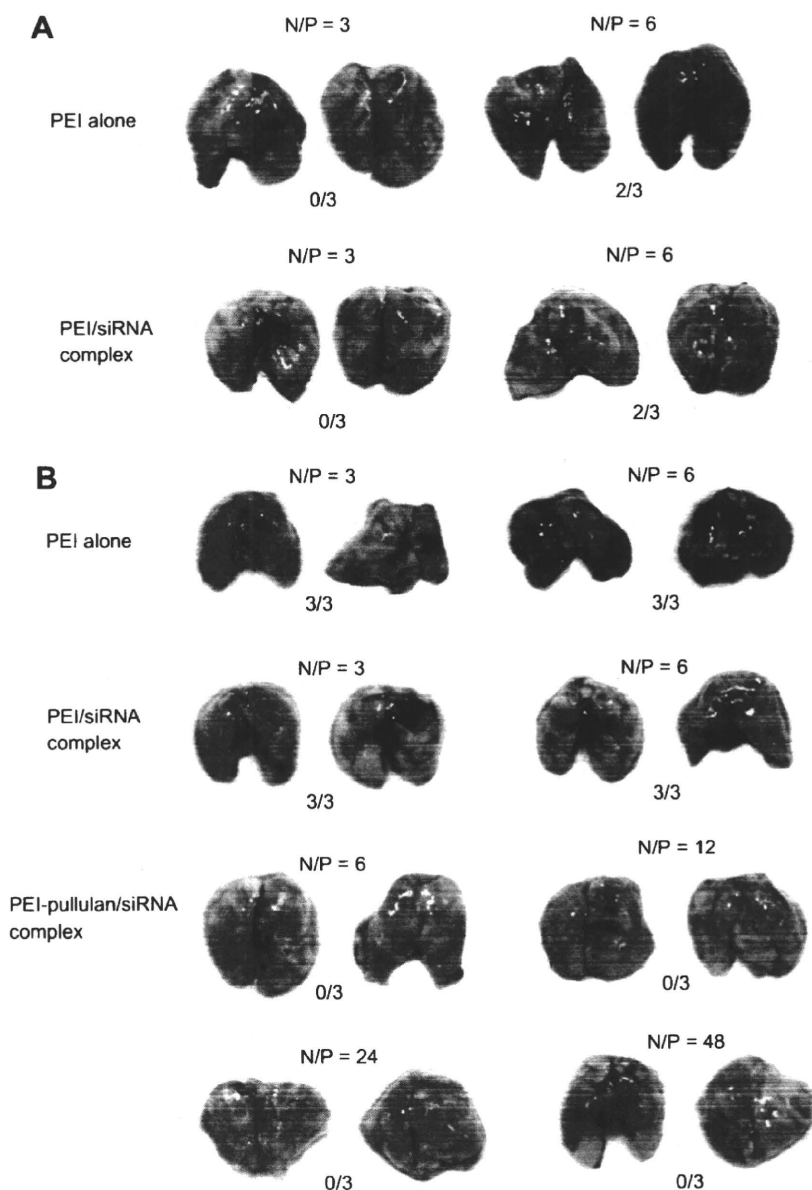 A
N/P = 3 N/P = 6
PEI alone
0/3 2/3
N/P = 3 N/P = 6
PEI/siRNA
complex
0/3 2/3
B
N/P = 3 N/P = 6
PEI alone
3/3 3/3
N/P = 3 N/P = 6
PEI/siRNA
complex
3/3 3/3
N/P = 6 N/P = 12
PEI-pullulan/siRNA
complex
0/3 0/3
N/P = 24 N/P = 48
0/3 0/3